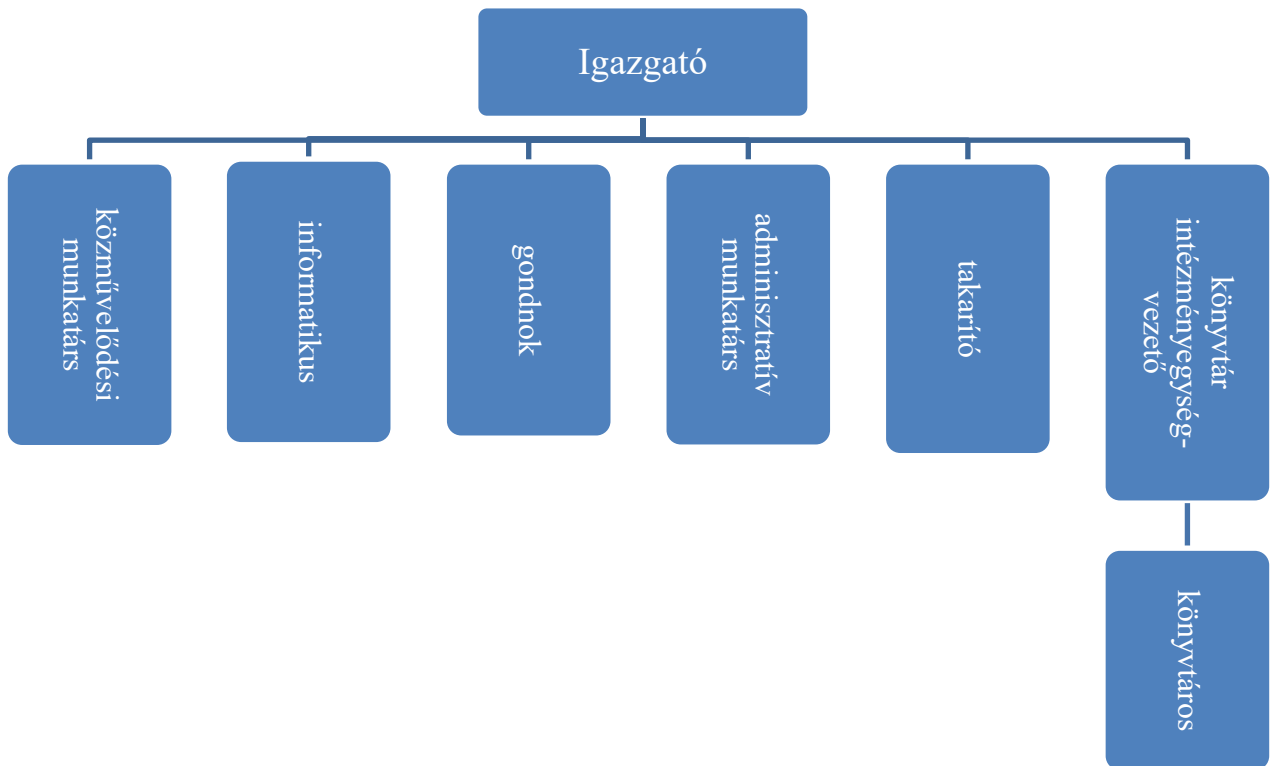 Igazgató
közművelődési
munkatárs
informatikus
gondnok
adminisztratív
munkatárs
takarító
könyvtár
intézményegység-
vezető
könyvtáros